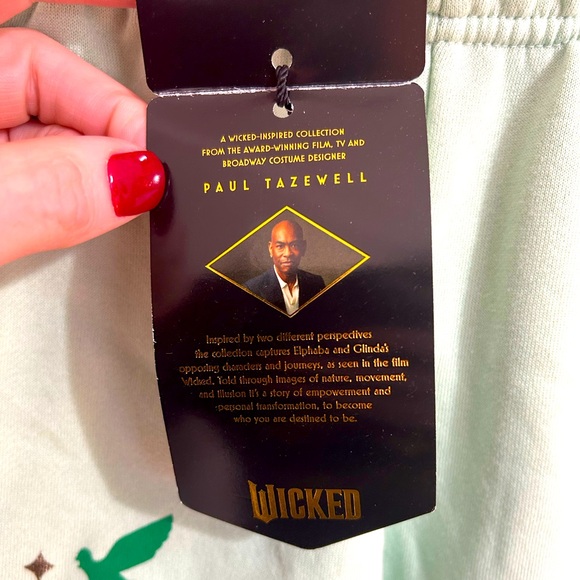 A WICKED-INSPIRED COLLECTION
FROM THE AWARD-WINNING FILM, TV AND
BROADWAY COSTUME DESIGNER
PAUL TAZEWELL
Inspired by two different perspectives
the collection captures Elphaba and Glinda's
opposing characters and journeys, as seen in the film
Wicked. Told through images of nature, movement,
and illusion it's a story of empowerment and
personal transformation, to become
who you are destined to be.
WICKED